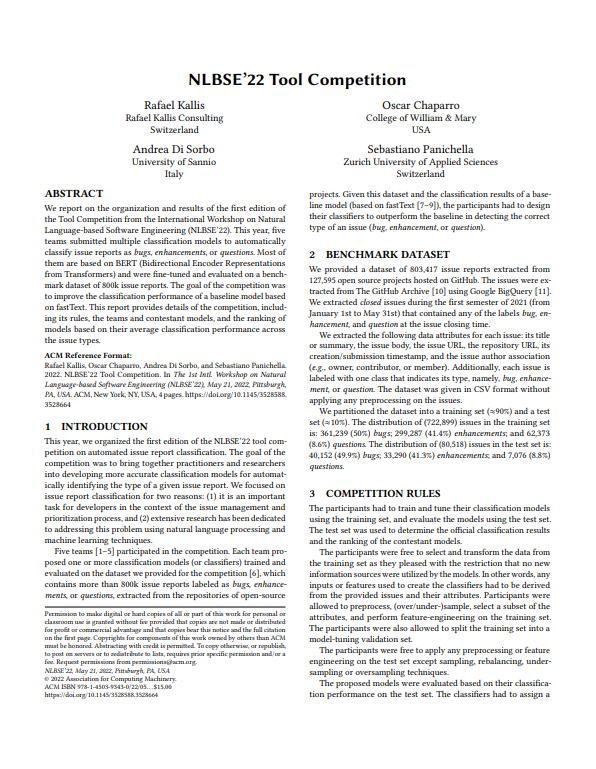 NLBSE'22 Tool Competition
Rafael Kallis
Rafael Kallis Consulting
Switzerland
Oscar Chaparro
College of William & Mary
USA
Andrea Di Sorbo
University of Sannio
Italy
Sebastiano Panichella
Zurich University of Applied Sciences
Switzerland
ABSTRACT
We report on the organization and results of the first edition of
the Tool Competition from the International Workshop on Natural
Language-based Software Engineering (NLBSE'22). This year, five
teams submitted multiple classification models to automatically
classify issue reports as bugs, enhancements, or questions. Most of
them are based on BERT (Bidirectional Encoder Representations
from Transformers) and were fine-tuned and evaluated on a bench-
mark dataset of 800k issue reports. The goal of the competition was
to improve the classification performance of a baseline model based
on fastText. This report provides details of the competition, includ-
ing its rules, the teams and contestant models, and the ranking of
models based on their average classification performance across
the issue types.
ACM Reference Format:
Rafael Kallis, Oscar Chaparro, Andrea Di Sorbo, and Sebastiano Panichella.
2022. NLBSE'22 Tool Competition. In The 1st Intl. Workshop on Natural
Language-based Software Engineering (NLBSE'22), May 21, 2022, Pittsburgh,
PA, USA. ACM, New York, NY, USA, 4 pages. https://doi.org/10.1145/3528588.
3528664
1 INTRODUCTION
This year, we organized the first edition of the NLBSE'22 tool com-
petition on automated issue report classification. The goal of the
competition was to bring together practitioners and researchers
into developing more accurate classification models for automat-
ically identifying the type of a given issue report. We focused on
issue report classification for two reasons: (1) it is an important
task for developers in the context of the issue management and
prioritization process, and (2) extensive research has been dedicated
to addressing this problem using natural language processing and
machine learning techniques.
Five teams [1–5] participated in the competition. Each team pro-
posed one or more classification models (or classifiers) trained and
evaluated on the dataset we provided for the competition [6], which
contains more than 800k issue reports labeled as bugs, enhance-
ments, or questions, extracted from the repositories of open-source
Permission to make digital or hard copies of all or part of this work for personal or
classroom use is granted without fee provided that copies are not made or distributed
for profit or commercial advantage and that copies bear this notice and the full citation
on the first page. Copyrights for components of this work owned by others than ACM
must be honored. Abstracting with credit is permitted. To copy otherwise, or republish,
to post on servers or to redistribute to lists, requires prior specific permission and/or a
fee. Request permissions from permissions@acm.org.
NLBSE'22, May 21, 2022, Pittsburgh, PA, USA
© 2022 Association for Computing Machinery.
ACM ISBN 978-1-4503-9343-0/22/05...$15.00
https://doi.org/10.1145/3528588.3528664
projects. Given this dataset and the classification results of a base-
line model (based on fastText [7–9]), the participants had to design
their classifiers to outperform the baseline in detecting the correct
type of an issue (bug, enhancement, or question).
2 BENCHMARK DATASET
We provided a dataset of 803,417 issue reports extracted from
127,595 open source projects hosted on GitHub. The issues were ex-
tracted from The GitHub Archive [10] using Google BigQuery [11].
We extracted closed issues during the first semester of 2021 (from
January 1st to May 31st) that contained any of the labels bug, en-
hancement, and question at the issue closing time.
We extracted the following data attributes for each issue: its title
or summary, the issue body, the issue URL, the repository URL, its
creation/submission timestamp, and the issue author association
(e.g., owner, contributor, or member). Additionally, each issue is
labeled with one class that indicates its type, namely, bug, enhance-
ment, or question. The dataset was given in CSV format without
applying any preprocessing on the issues.
We partitioned the dataset into a training set (≈90%) and a test
set (≈10%). The distribution of (722,899) issues in the training set
is: 361,239 (50%) bugs; 299,287 (41.4%) enhancements; and 62,373
(8.6%) questions. The distribution of (80,518) issues in the test set is:
40,152 (49.9%) bugs; 33,290 (41.3%) enhancements; and 7,076 (8.8%)
questions.
3 COMPETITION RULES
The participants had to train and tune their classification models
using the training set, and evaluate the models using the test set.
The test set was used to determine the official classification results
and the ranking of the contestant models.
The participants were free to select and transform the data from
the training set as they pleased with the restriction that no new
information sources were utilized by the models. In other words, any
inputs or features used to create the classifiers had to be derived
from the provided issues and their attributes. Participants were
allowed to preprocess, (over/under-)sample, select a subset of the
attributes, and perform feature-engineering on the training set.
The participants were also allowed to split the training set into a
model-tuning validation set.
The participants were free to apply any preprocessing or feature
engineering on the test set except sampling, rebalancing, under-
sampling or oversampling techniques.
The proposed models were evaluated based on their classifica-
tion performance on the test set. The classifiers had to assign a